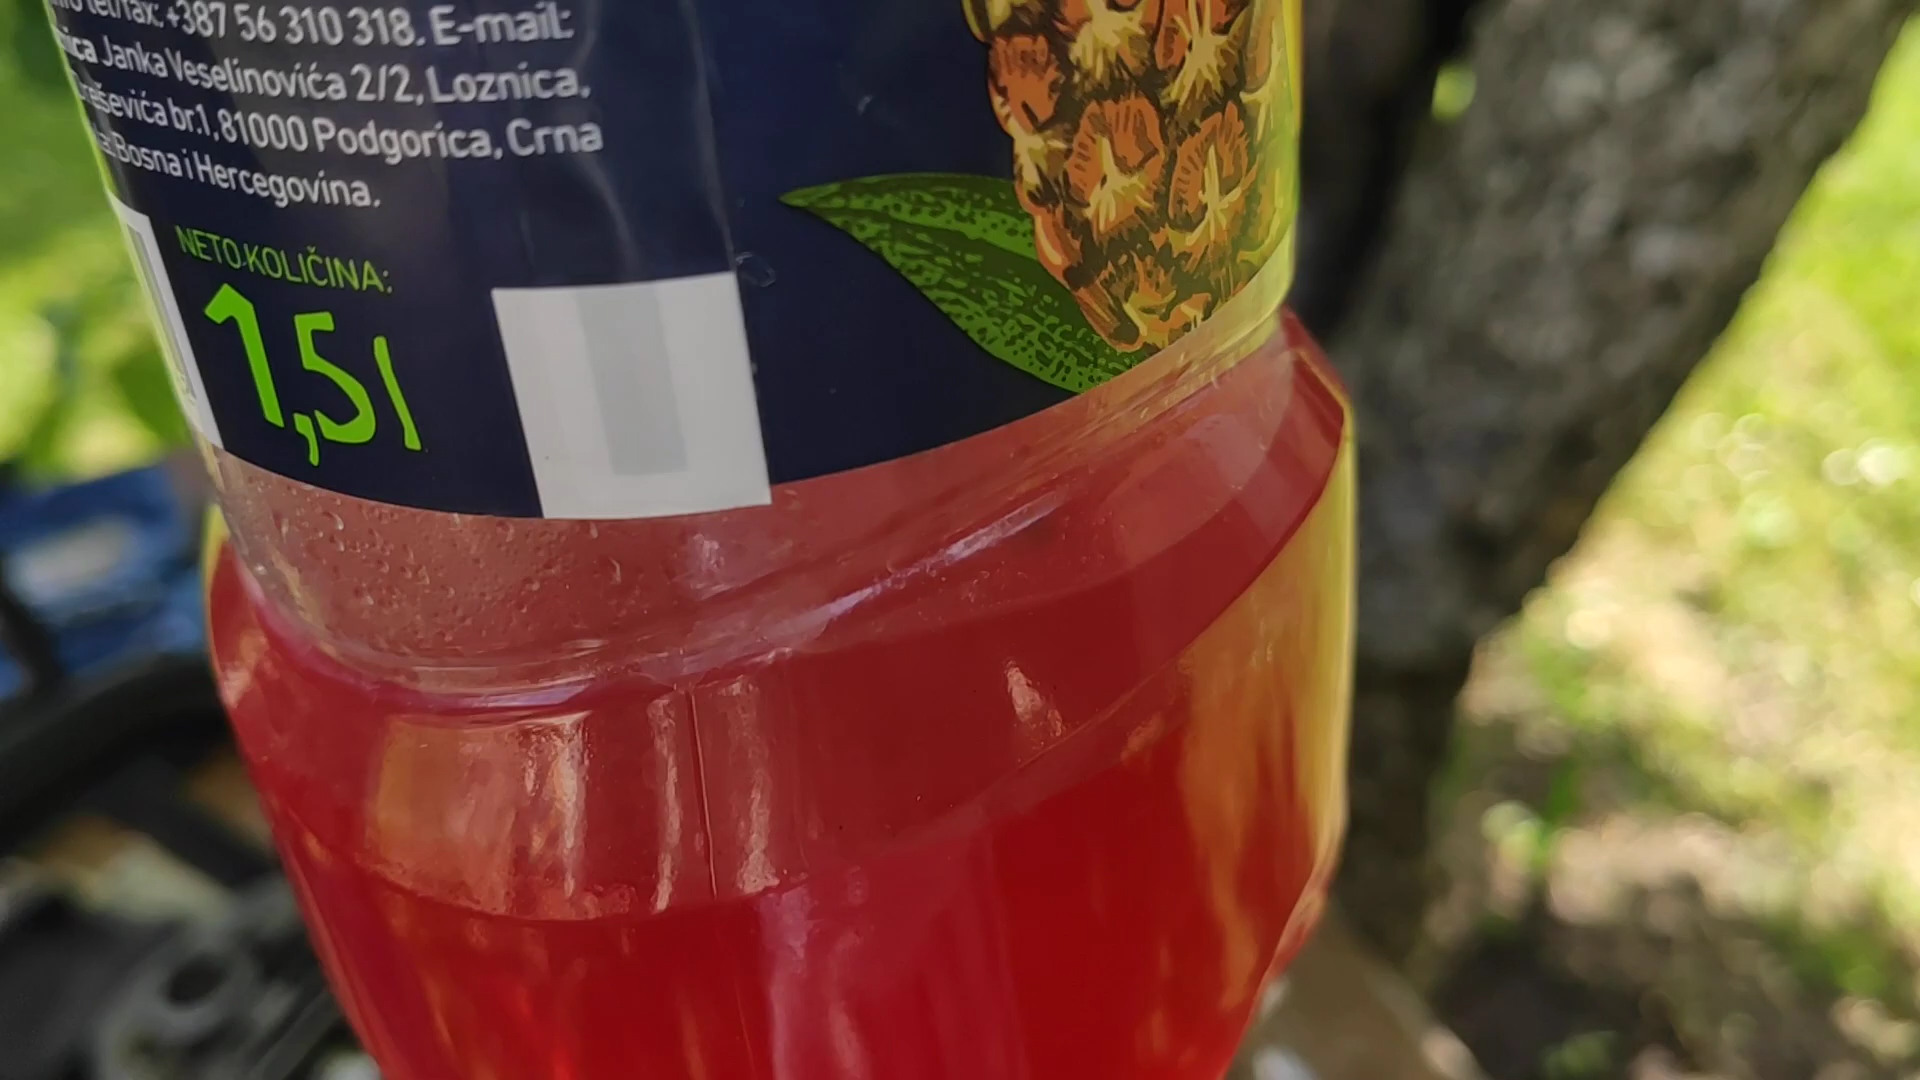 tel/fax: +387 56 310 318. E-mail:
Janka Veselinovića 2/2, Loznica,
br.1, 81000 Podgorica, Crna
Bosna i Hercegovina.
NETO KOLIČINA:
1,5l